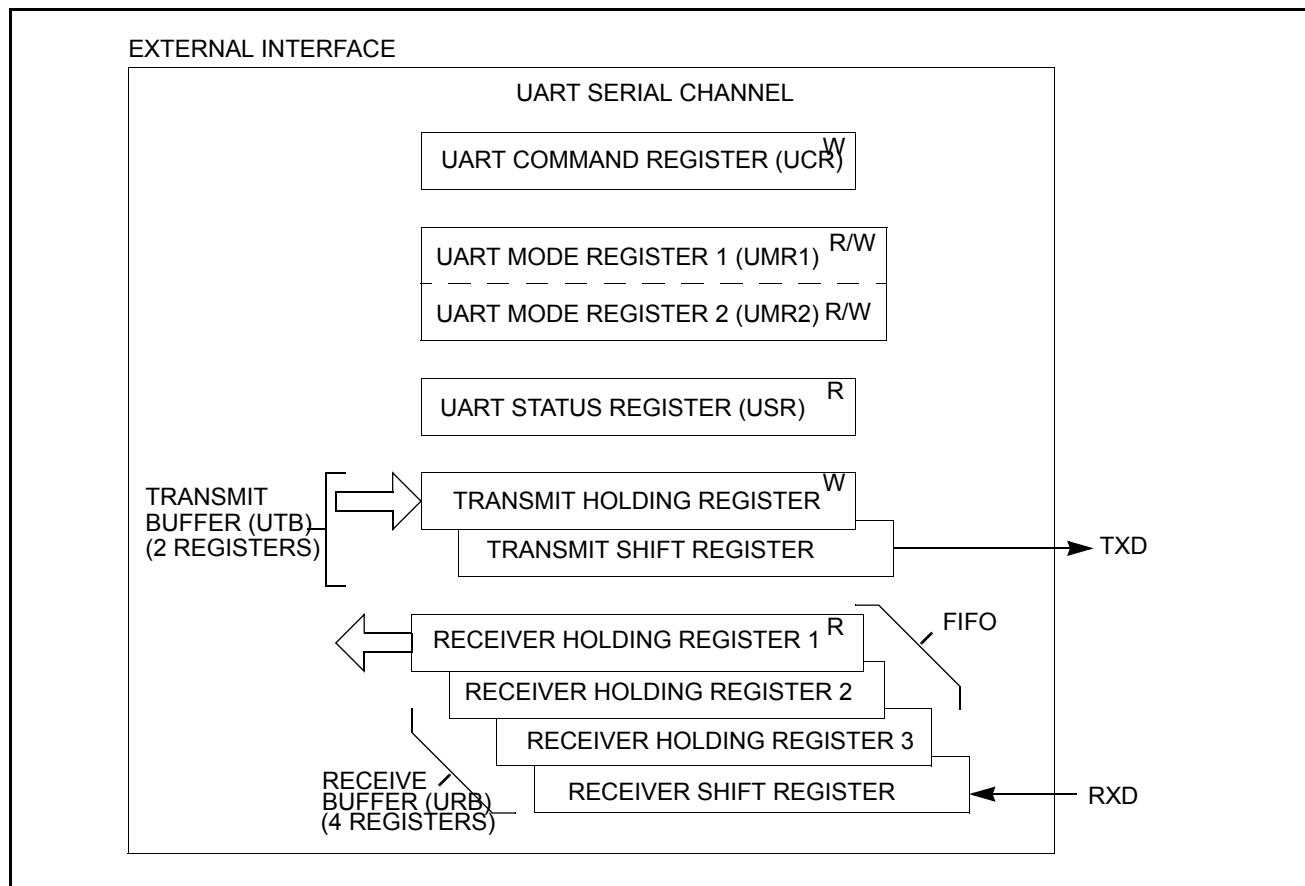 EXTERNAL INTERFACE
UART SERIAL CHANNEL
UART COMMAND REGISTER (UCR) W
UART MODE REGISTER 1 (UMR1) R/W
UART MODE REGISTER 2 (UMR2) R/W
UART STATUS REGISTER (USR) R
TRANSMIT
BUFFER (UTB)
(2 REGISTERS)
TRANSMIT HOLDING REGISTER W
TRANSMIT SHIFT REGISTER
TXD
RECEIVER HOLDING REGISTER 1 R
FIFO
RECEIVER HOLDING REGISTER 2
RECEIVER HOLDING REGISTER 3
RECEIVE
BUFFER (URB)
(4 REGISTERS)
RECEIVER SHIFT REGISTER
RXD